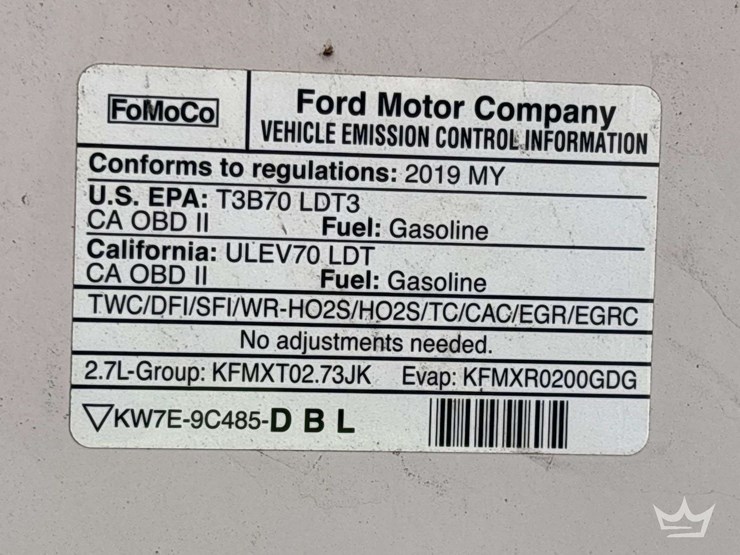 FoMoCo
Ford Motor Company
VEHICLE EMISSION CONTROL INFORMATION
Conforms to regulations: 2019 MY
U.S. EPA: T3B70 LDT3
CA OBD II Fuel: Gasoline
California: ULEV70 LDT
CA OBD II Fuel: Gasoline
TWC/DFI/SFI/WR-HO2S/HO2S/TC/CAC/EGR/EGRC
No adjustments needed.
2.7L-Group: KFMXT02.73JK Evap: KFMXR0200GDG
▽KW7E-9C485-D B L